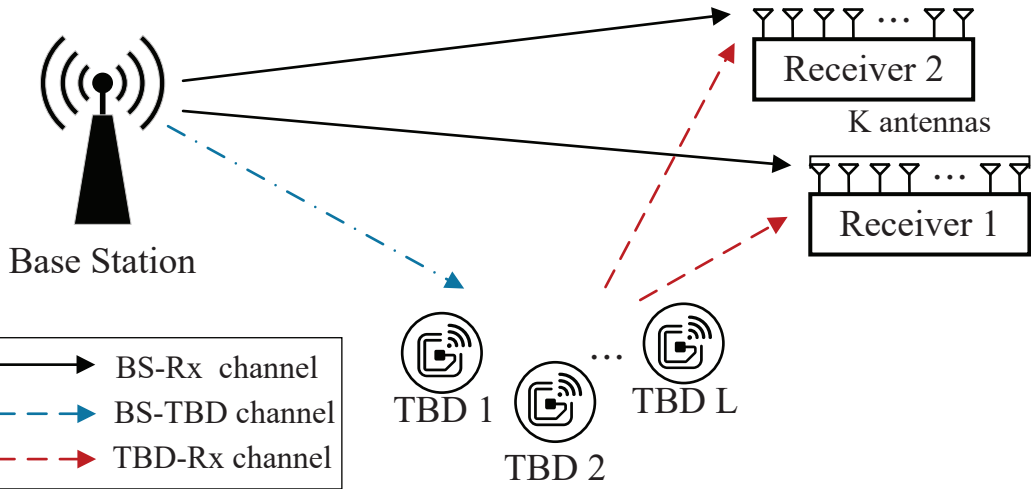 Receiver 2
K antennas
Receiver 1
Base Station
TBD 1
TBD 2
...
TBD L
BS-Rx channel
BS-TBD channel
TBD-Rx channel